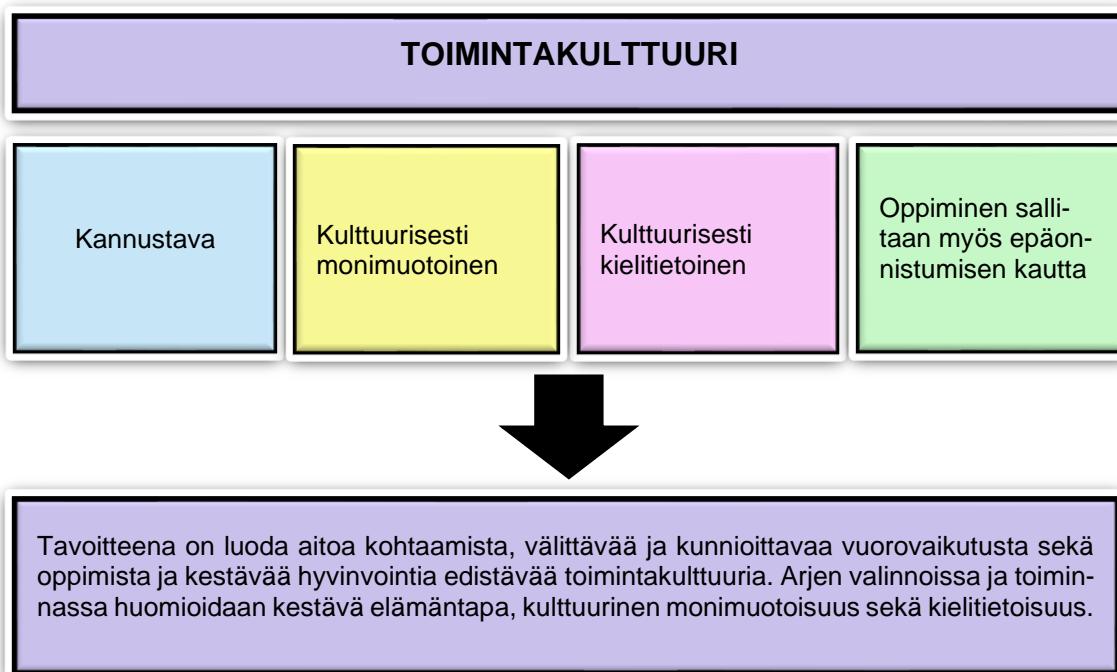 TOIMINTAKULTTUURI
Kannustava
Kulttuurisesti
monimuotoinen
Kulttuurisesti
kielitietoinen
Oppiminen salli-
taan myös epäon-
nistumisen kautta
Tavoitteena on luoda aitoa kohtaamista, välittävää ja kunnioittavaa vuorovaikutusta sekä
oppimista ja kestävää hyvinvointia edistävää toimintakulttuuria. Arjen valinnoissa ja toimin-
nassa huomioidaan kestävä elämäntapa, kulttuurinen monimuotoisuus sekä kielitietoisuus.